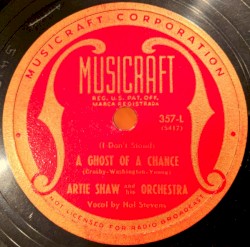 MUSICRAFT CORPORATION
MUSICRAFT
REG. U.S. PAT. OFF.
MARCA REGISTRADA
357-L
(5417)
(I Don't Stand)
A GHOST OF A CHANCE
(Crosby-Washington-Young)
ARTIE SHAW and his ORCHESTRA
Vocal by Hal Stevens
NOT LICENSED FOR RADIO BROADCAST